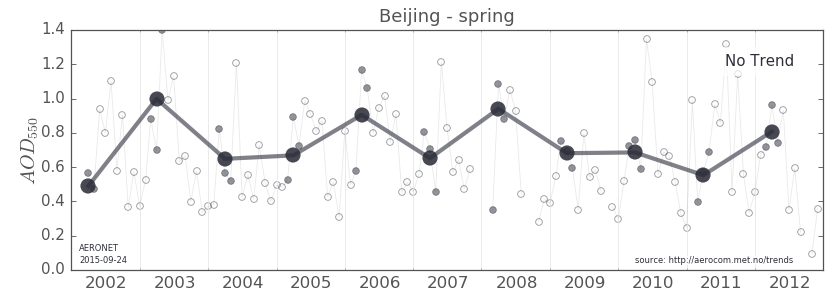 Beijing - spring
1.4
1.2
1.0
0.8
0.6
0.4
0.2
0.0
AOD550
No Trend
AERONET
2015-09-24
source: http://aerocom.met.no/trends
2002 2003 2004 2005 2006 2007 2008 2009 2010 2011 2012